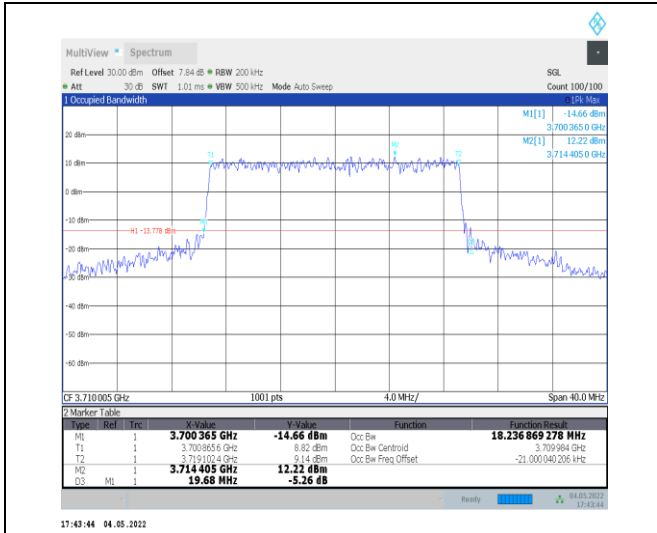 MultiView Spectrum
Ref Level 30.00 dBm Offset 7.84 dB RBW 200 kHz SGL
Att 30 dB SWT 1.01 ms VBW 500 kHz Mode Auto Sweep Count 100/100
1 Occupied Bandwidth 1Pk Max
M1[1] -14.66 dBm
3.700 365 0 GHz
M2[1] 12.22 dBm
3.714 405 0 GHz
20 dBm
T1 M2 T2
10 dBm
0 dBm
-10 dBm
H1 -13.778 dBm
-20 dBm
-30 dBm
-40 dBm
-50 dBm
-60 dBm
CF 3.710 005 GHz 1001 pts 4.0 MHz/ Span 40.0 MHz
2 Marker Table
Type Ref Trc X-Value Y-Value Function Function Result
M1 1 3.700 365 GHz -14.66 dBm Occ Bw 18.236 869 278 MHz
T1 1 3.700 865 6 GHz 8.82 dBm Occ Bw Centroid 3.709 984 GHz
T2 1 3.719 102 4 GHz 9.14 dBm Occ Bw Freq Offset -21.000 040 206 kHz
M2 1 3.714 405 GHz 12.22 dBm
D3 M1 1 19.68 MHz -5.26 dB
Ready 04.05.2022
17:43:44
17:43:44 04.05.2022